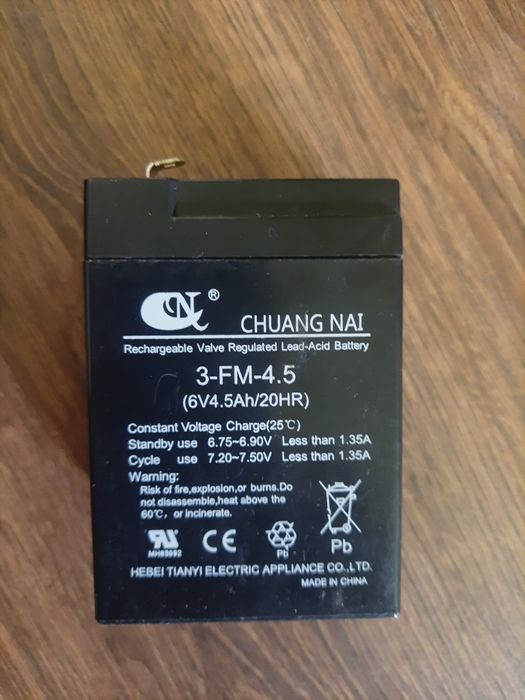 CN ®
CHUANG NAI
Rechargeable Valve Regulated Lead-Acid Battery
3-FM-4.5
(6V4.5Ah/20HR)
Constant Voltage Charge(25℃)
Standby use 6.75~6.90V Less than 1.35A
Cycle use 7.20~7.50V Less than 1.35A
Warning:
Risk of fire,explosion,or burns.Do
not disassemble,heat above the
60℃, or incinerate.
MH63092
CE
Pb
Pb
HEBEI TIANYI ELECTRIC APPLIANCE CO.,LTD.
MADE IN CHINA